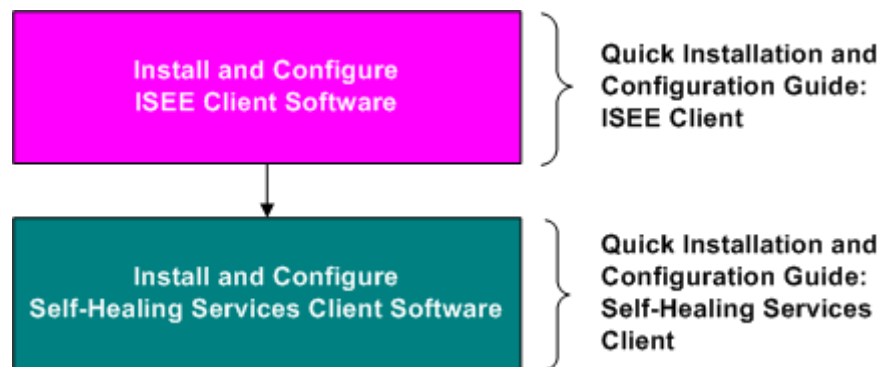 Install and Configure
ISEE Client Software
Quick Installation and
Configuration Guide:
ISEE Client
Install and Configure
Self-Healing Services Client Software
Quick Installation and
Configuration Guide:
Self-Healing Services
Client